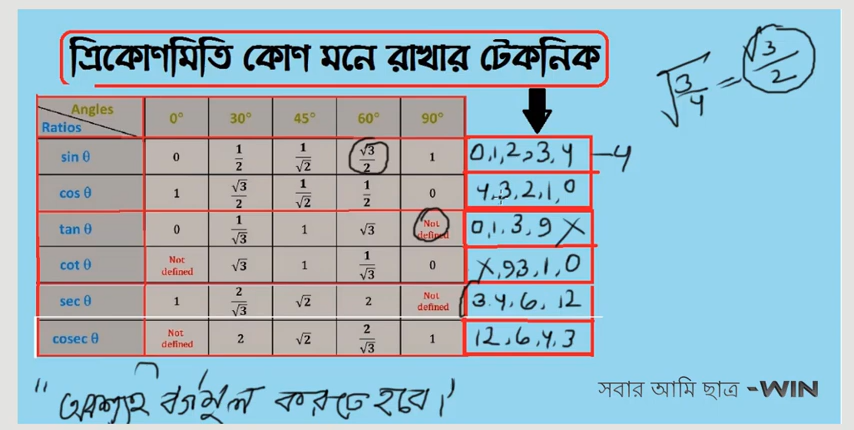 ত্রিকোণমিতি কোণ মনে রাখার টেকনিক
√3/4 = √3/2
Angles
Ratios 0° 30° 45° 60° 90°
sin θ 0 1/2 1/√2 √3/2 1 0,1,2,3,4 —4
cos θ 1 √3/2 1/√2 1/2 0 4,3,2,1,0
tan θ 0 1/√3 1 √3 Not defined 0,1,3,9 X
cot θ Not defined √3 1 1/√3 0 X,93,1,0
sec θ 1 2/√3 √2 2 Not defined 3.4,6, 12
cosec θ Not defined 2 √2 2/√3 1 12,6,4,3
"অবশ্যই বর্গমূল করতে হবে।"
সবার আমি ছাত্র -WIN